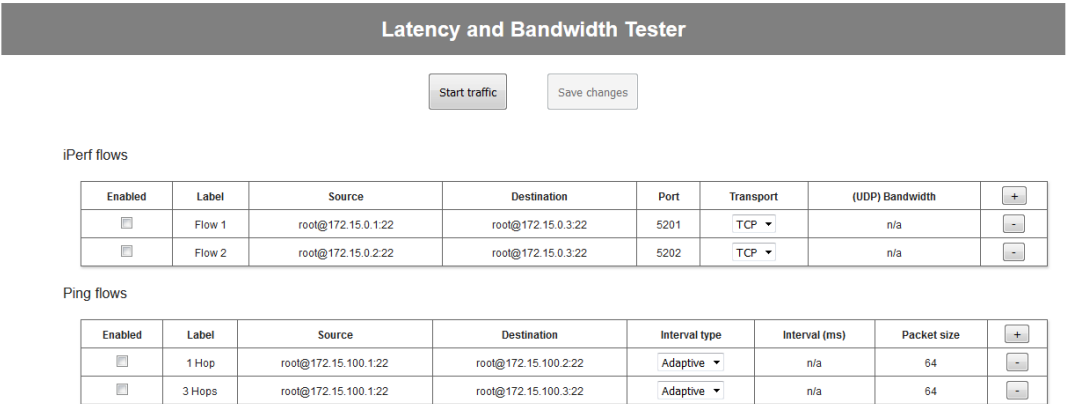 Latency and Bandwidth Tester
Start traffic Save changes
iPerf flows
Enabled Label Source Destination Port Transport (UDP) Bandwidth +
Flow 1 root@172.15.0.1:22 root@172.15.0.3:22 5201 TCP n/a -
Flow 2 root@172.15.0.2:22 root@172.15.0.3:22 5202 TCP n/a -
Ping flows
Enabled Label Source Destination Interval type Interval (ms) Packet size +
1 Hop root@172.15.100.1:22 root@172.15.100.2:22 Adaptive n/a 64 -
3 Hops root@172.15.100.1:22 root@172.15.100.3:22 Adaptive n/a 64 -